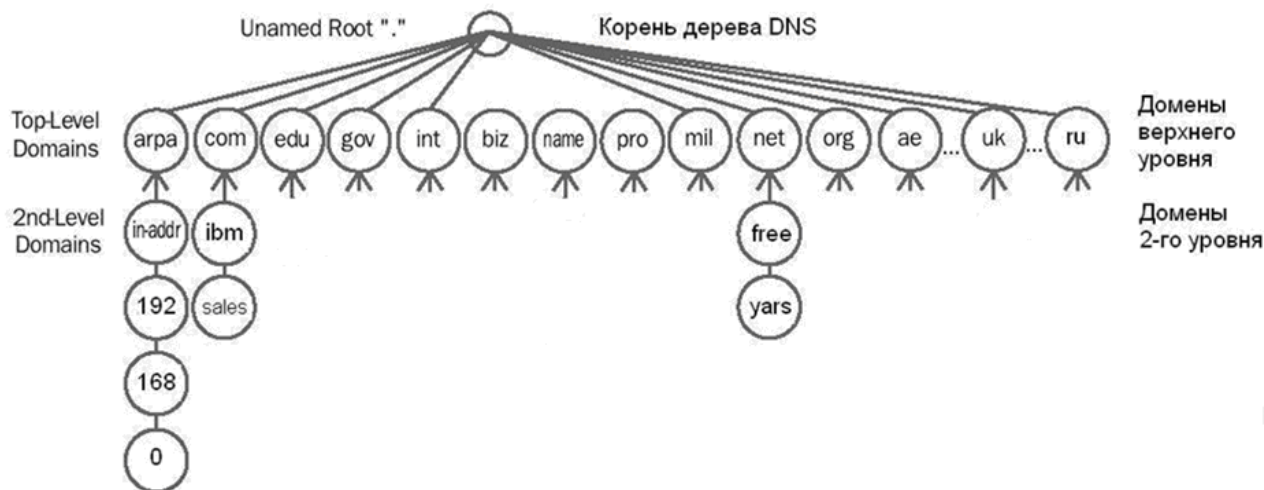 Unamed Root "."
Корень дерева DNS
Top-Level
Domains
arpa com edu gov int biz name pro mil net org ae ... uk ... ru
Домены
верхнего
уровня
2nd-Level
Domains
in-addr ibm free
Домены
2-го уровня
192 sales yars
168
0